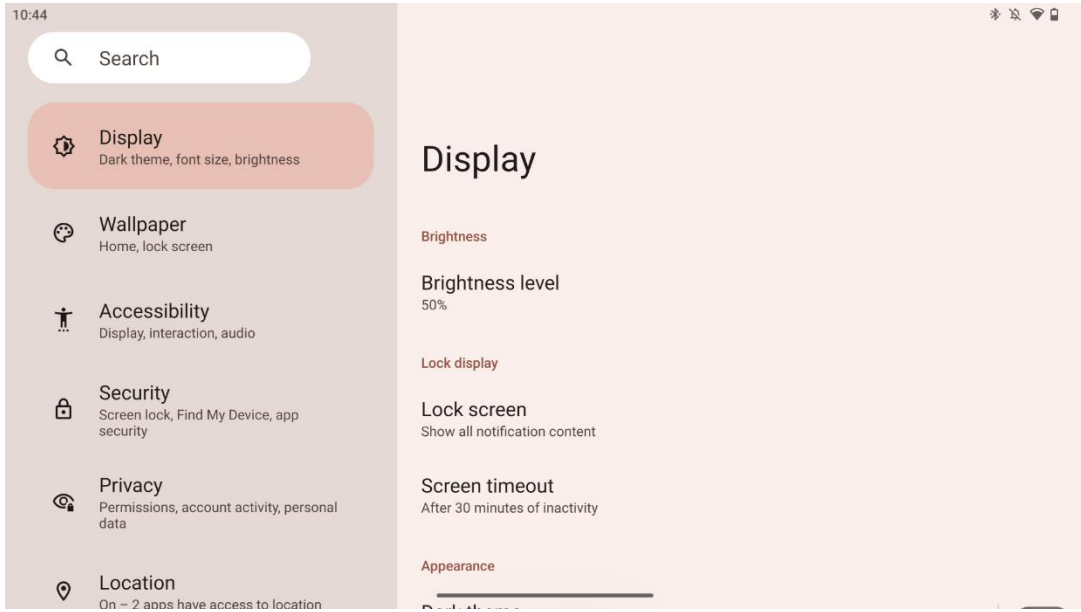 10:44
Search
Display
Dark theme, font size, brightness
Wallpaper
Home, lock screen
Accessibility
Display, interaction, audio
Security
Screen lock, Find My Device, app
security
Privacy
Permissions, account activity, personal
data
Location
On – 2 apps have access to location
Display
Brightness
Brightness level
50%
Lock display
Lock screen
Show all notification content
Screen timeout
After 30 minutes of inactivity
Appearance
Dark theme